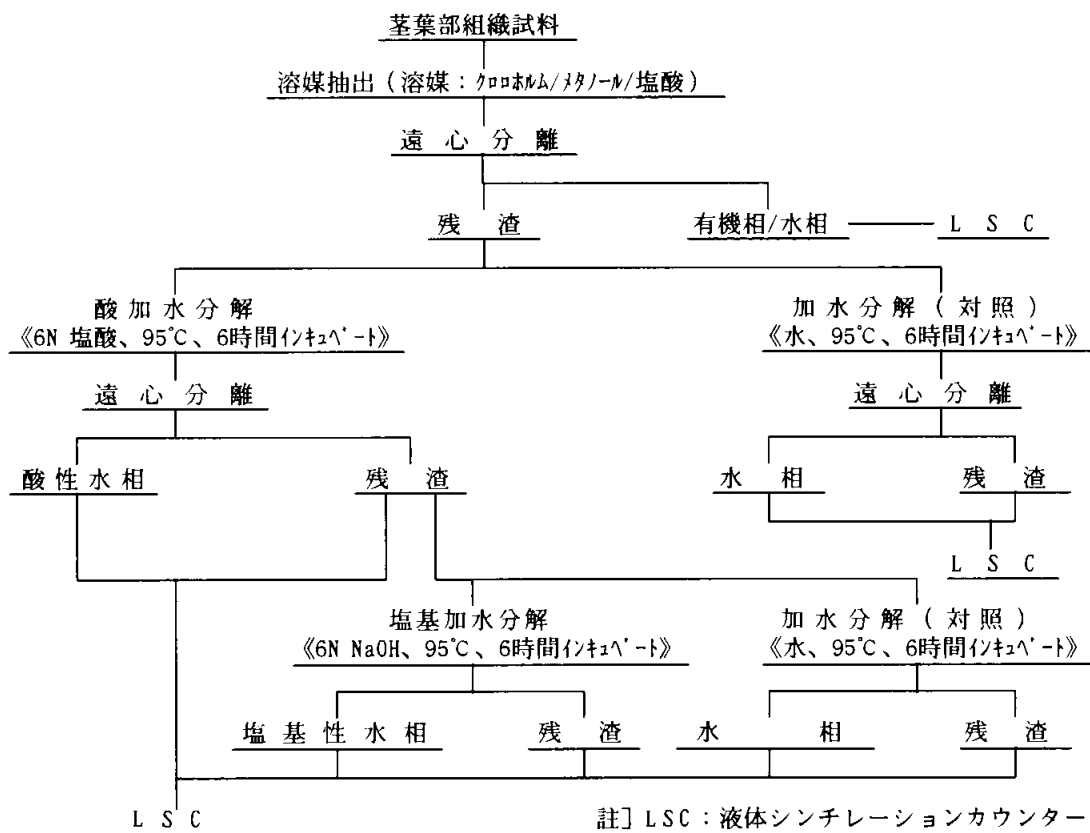 茎葉部組織試料
溶媒抽出(溶媒:クロロホルム/メタノール/塩酸)
遠心分離
残渣
有機相/水相
LSC
酸加水分解
《6N 塩酸、95℃、6時間インキュベート》
加水分解(対照)
《水、95℃、6時間インキュベート》
遠心分離
遠心分離
酸性水相
残渣
水相
残渣
LSC
塩基加水分解
《6N NaOH、95℃、6時間インキュベート》
加水分解(対照)
《水、95℃、6時間インキュベート》
塩基性水相
残渣
水相
残渣
LSC
註]LSC:液体シンチレーションカウンター